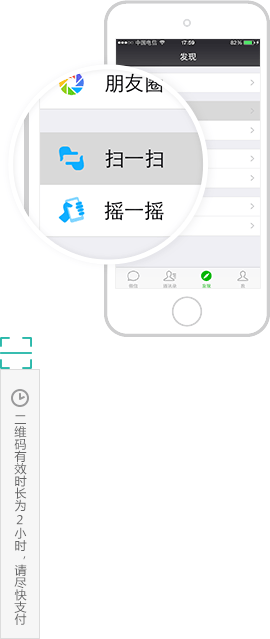 中国电信
17:59
82%
发现
朋友圈
扫一扫
摇一摇
微信
通讯录
发现
我
二维码有效时长为2小时，请尽快支付